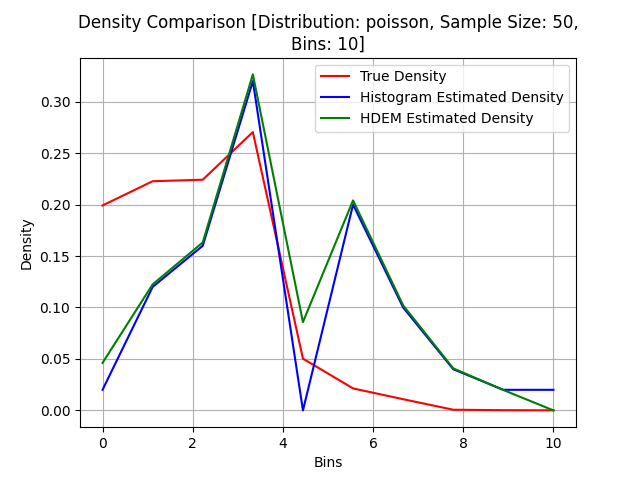 Density Comparison [Distribution: poisson, Sample Size: 50,
Bins: 10]
True Density
Histogram Estimated Density
HDEM Estimated Density
Density
0.30
0.25
0.20
0.15
0.10
0.05
0.00
0 2 4 6 8 10
Bins